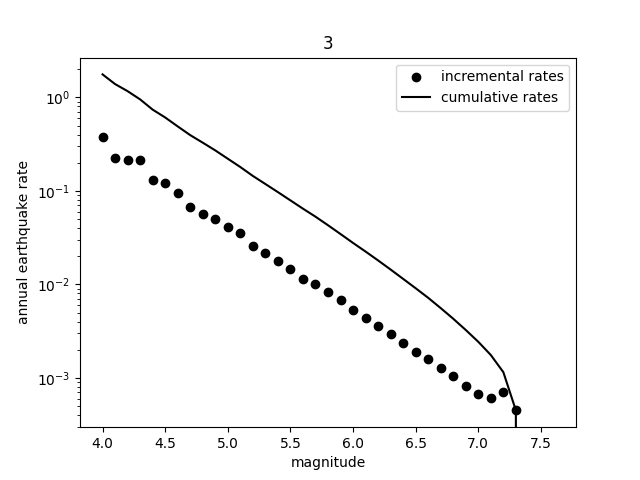 3
incremental rates
cumulative rates
annual earthquake rate
10^0
10^-1
10^-2
10^-3
4.0 4.5 5.0 5.5 6.0 6.5 7.0 7.5
magnitude